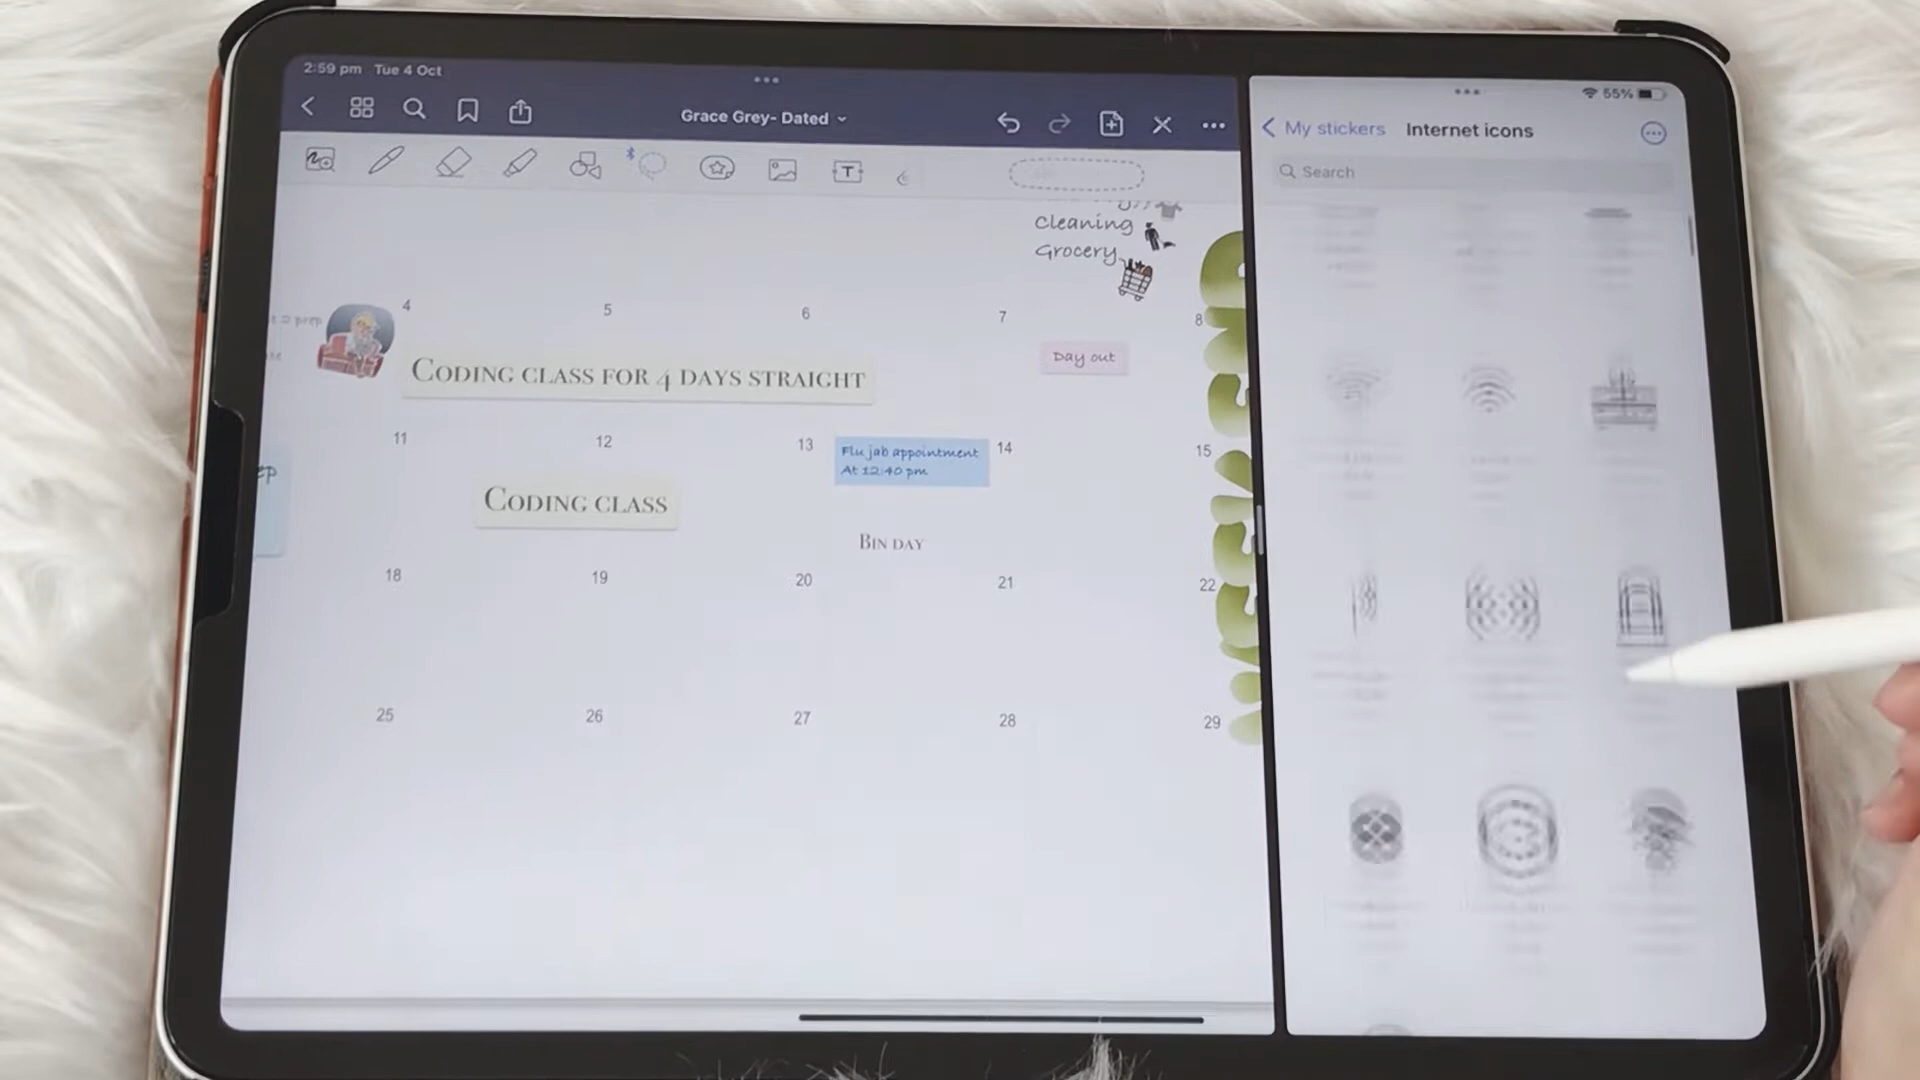 2:59 pm Tue 4 Oct
55%
Grace Grey- Dated
My stickers
Internet icons
Search
T
Cleaning
Grocery
4 5 6 7 8
prep
Coding class for 4 days straight
Day out
11 12 13 14 15
Flu jab appointment
At 12:40 pm
ep
Coding class
Bin day
18 19 20 21 22
25 26 27 28 29